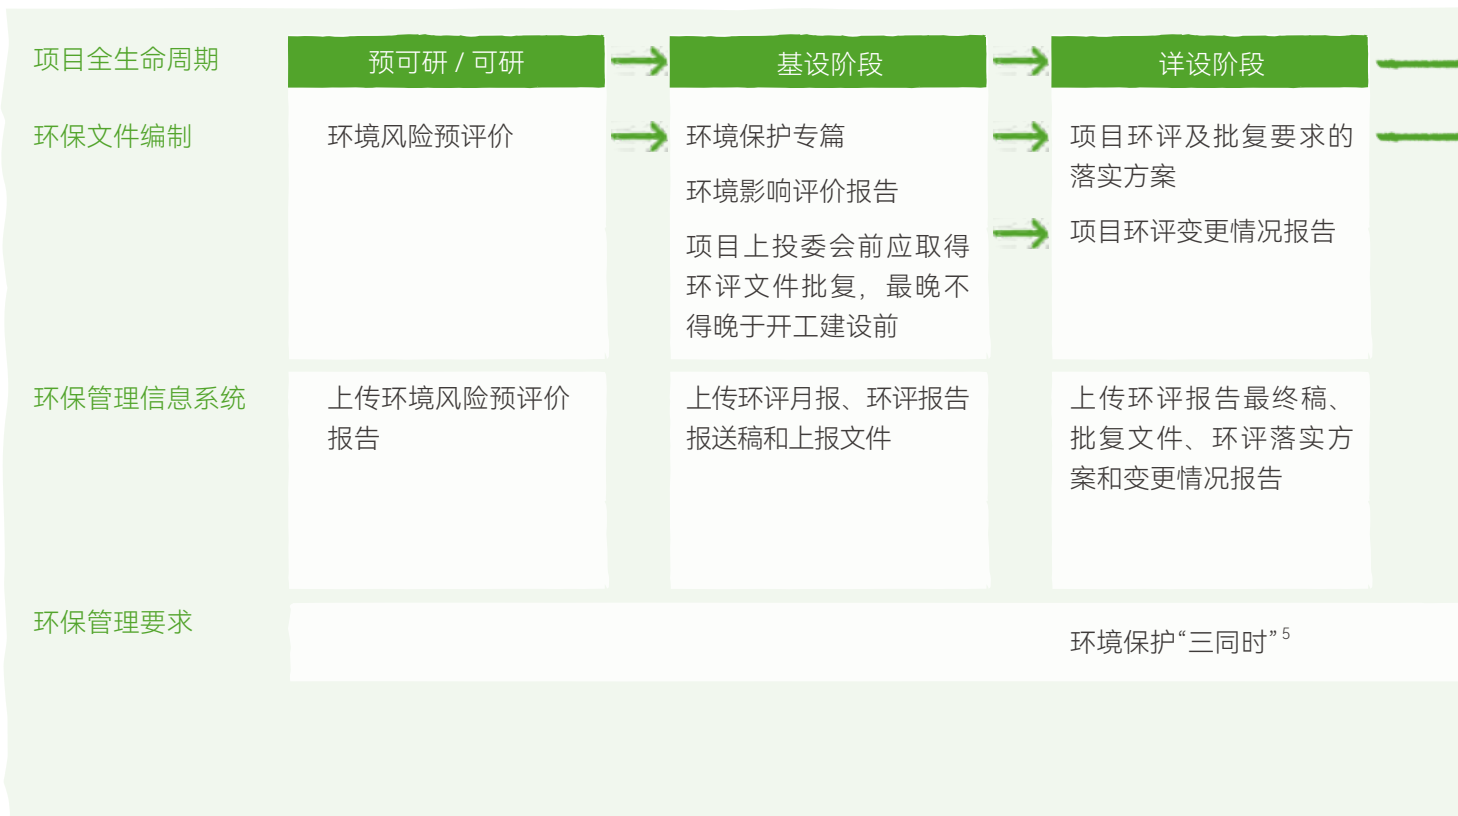 项目全生命周期
预可研 / 可研
基设阶段
详设阶段
环保文件编制
环境风险预评价
环境保护专篇
环境影响评价报告
项目上投委会前应取得
环评文件批复，最晚不
得晚于开工建设前
项目环评及批复要求的
落实方案
项目环评变更情况报告
环保管理信息系统
上传环境风险预评价
报告
上传环评月报、环评报告
报送稿和上报文件
上传环评报告最终稿、
批复文件、环评落实方
案和变更情况报告
环保管理要求
环境保护“三同时” 5